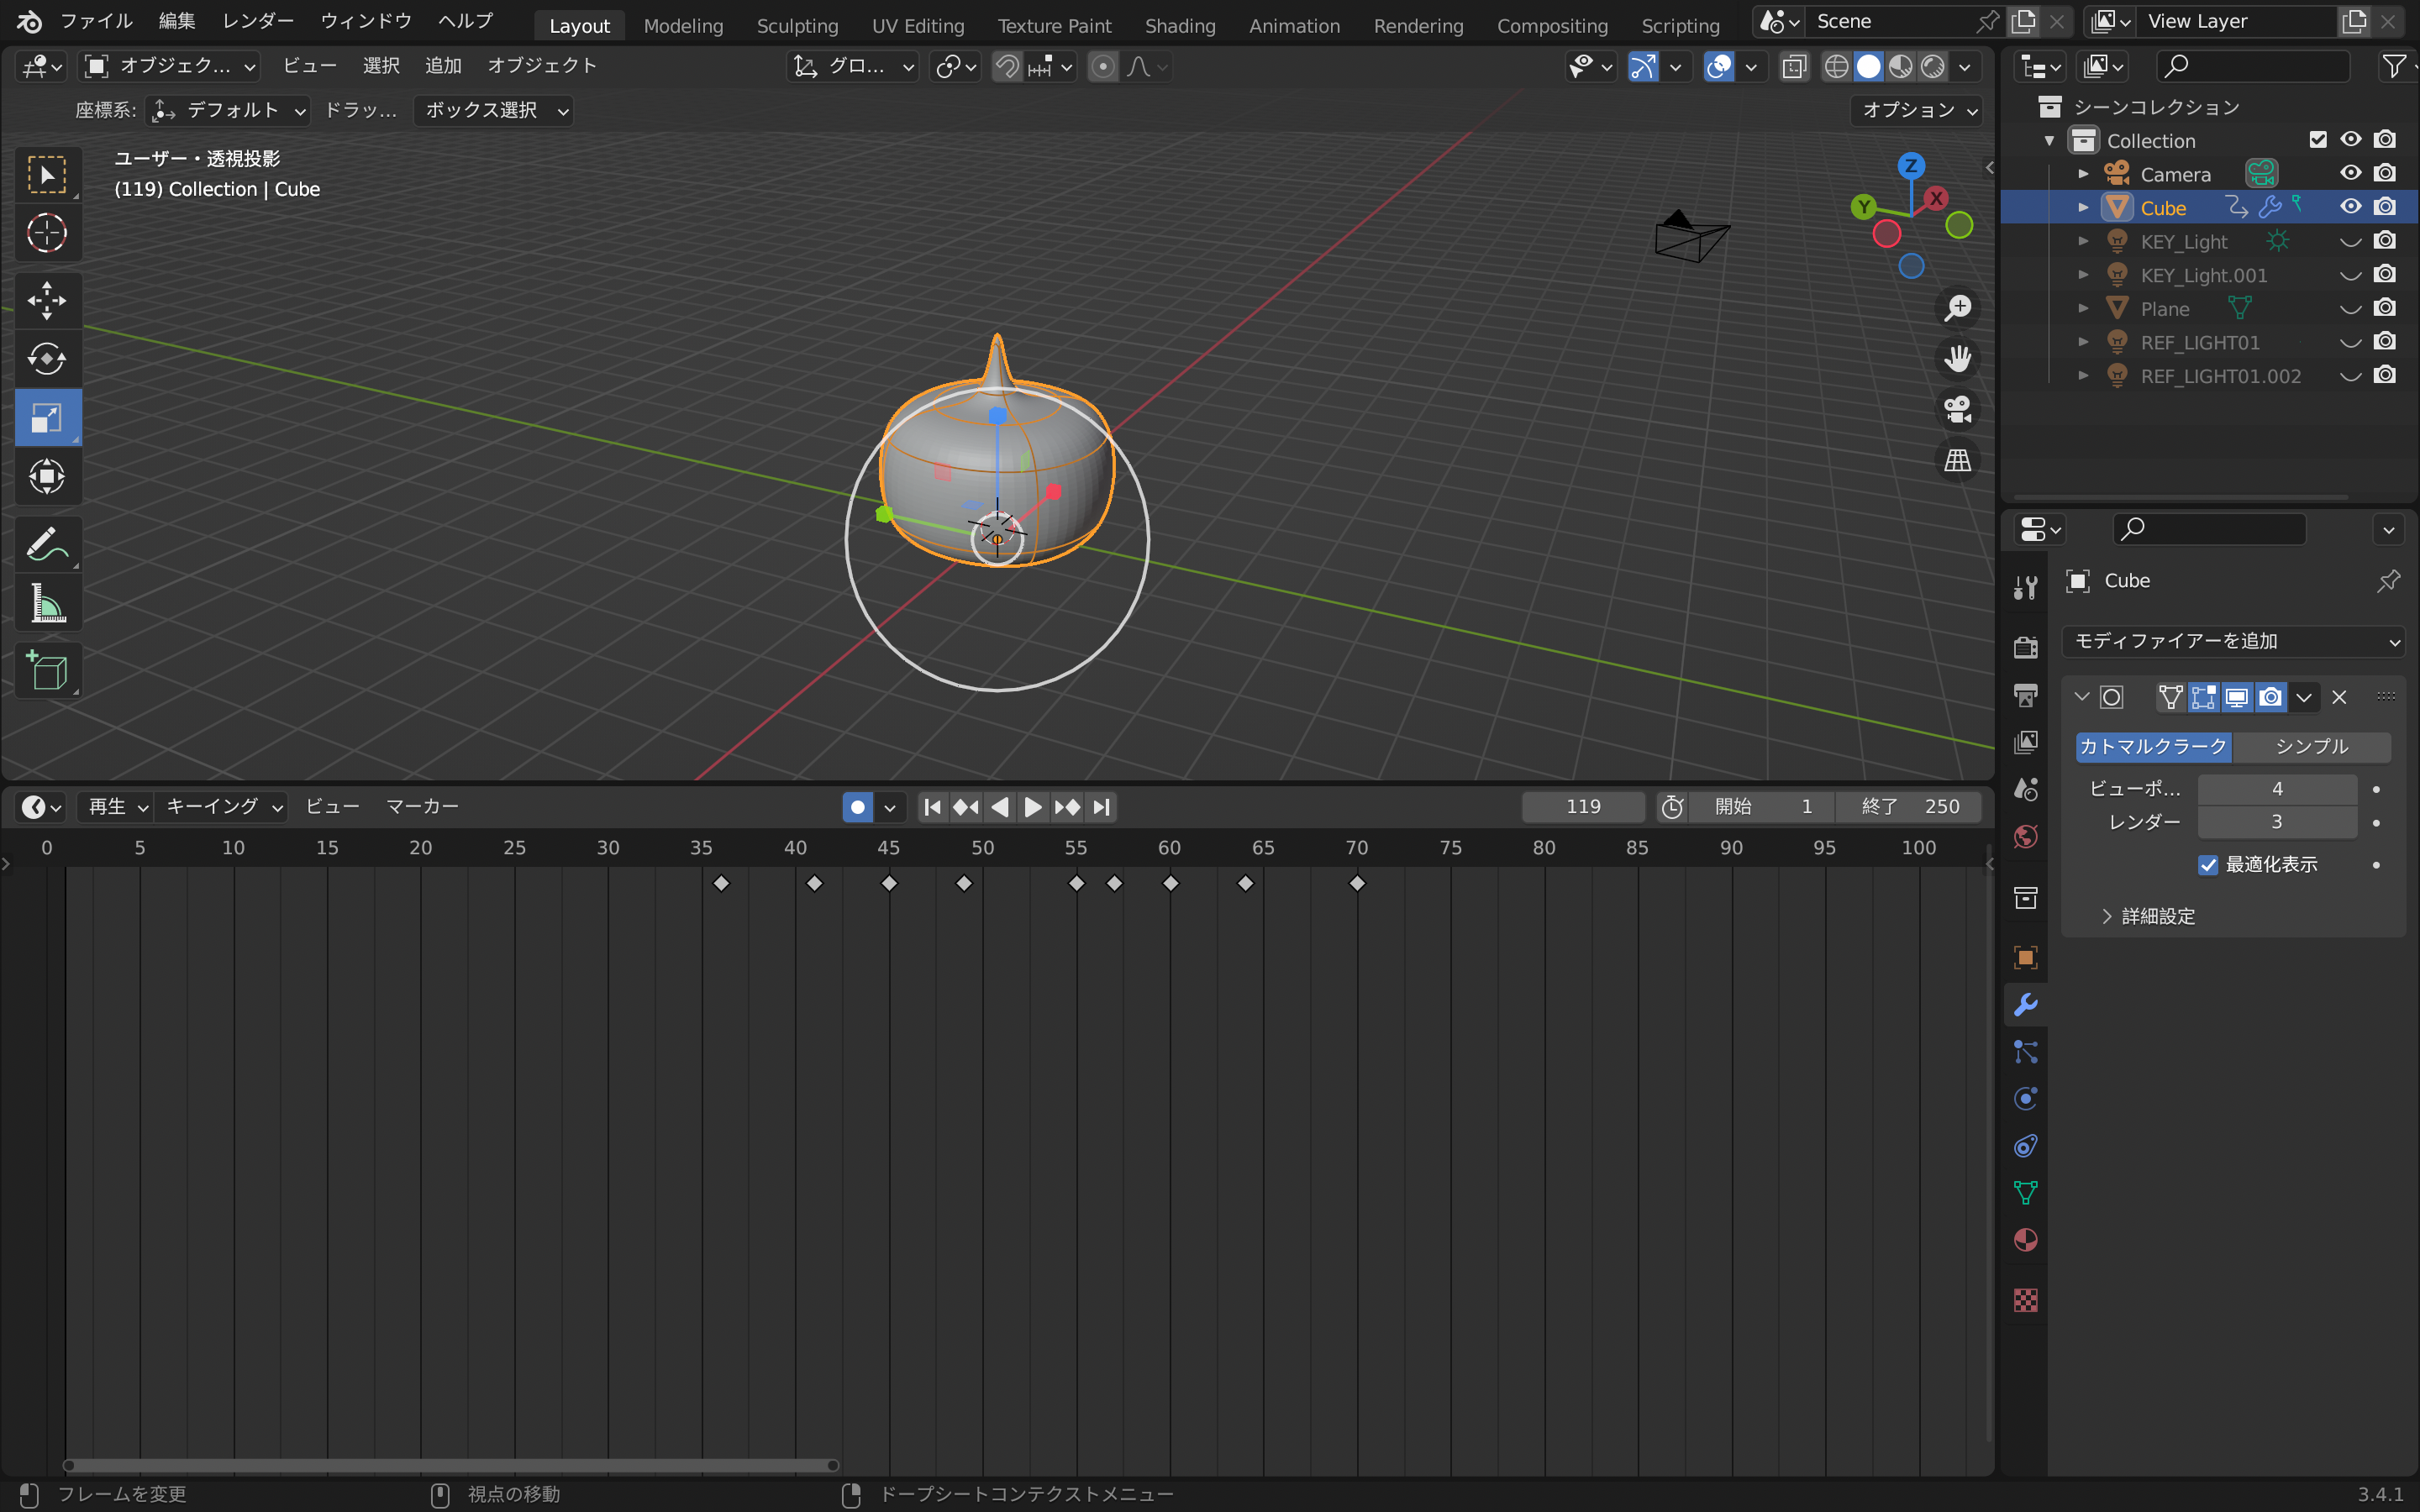 ファイル 編集 レンダー ウィンドウ ヘルプ Layout Modeling Sculpting UV Editing Texture Paint Shading Animation Rendering Compositing Scripting Scene View Layer
オブジェク... ビュー 選択 追加 オブジェクト グロ...
座標系: デフォルト ドラッ... ボックス選択 オプション
ユーザー・透視投影
(119) Collection | Cube
Z
Y
X
シーンコレクション
Collection
Camera
Cube
KEY_Light
KEY_Light.001
Plane
REF_LIGHT01
REF_LIGHT01.002
Cube
モディファイアーを追加
カトマルクラーク シンプル
ビューポ... 4
レンダー 3
最適化表示
詳細設定
再生 キーイング ビュー マーカー 119 開始 1 終了 250
0 5 10 15 20 25 30 35 40 45 50 55 60 65 70 75 80 85 90 95 100
フレームを変更 視点の移動 ドープシートコンテクストメニュー 3.4.1